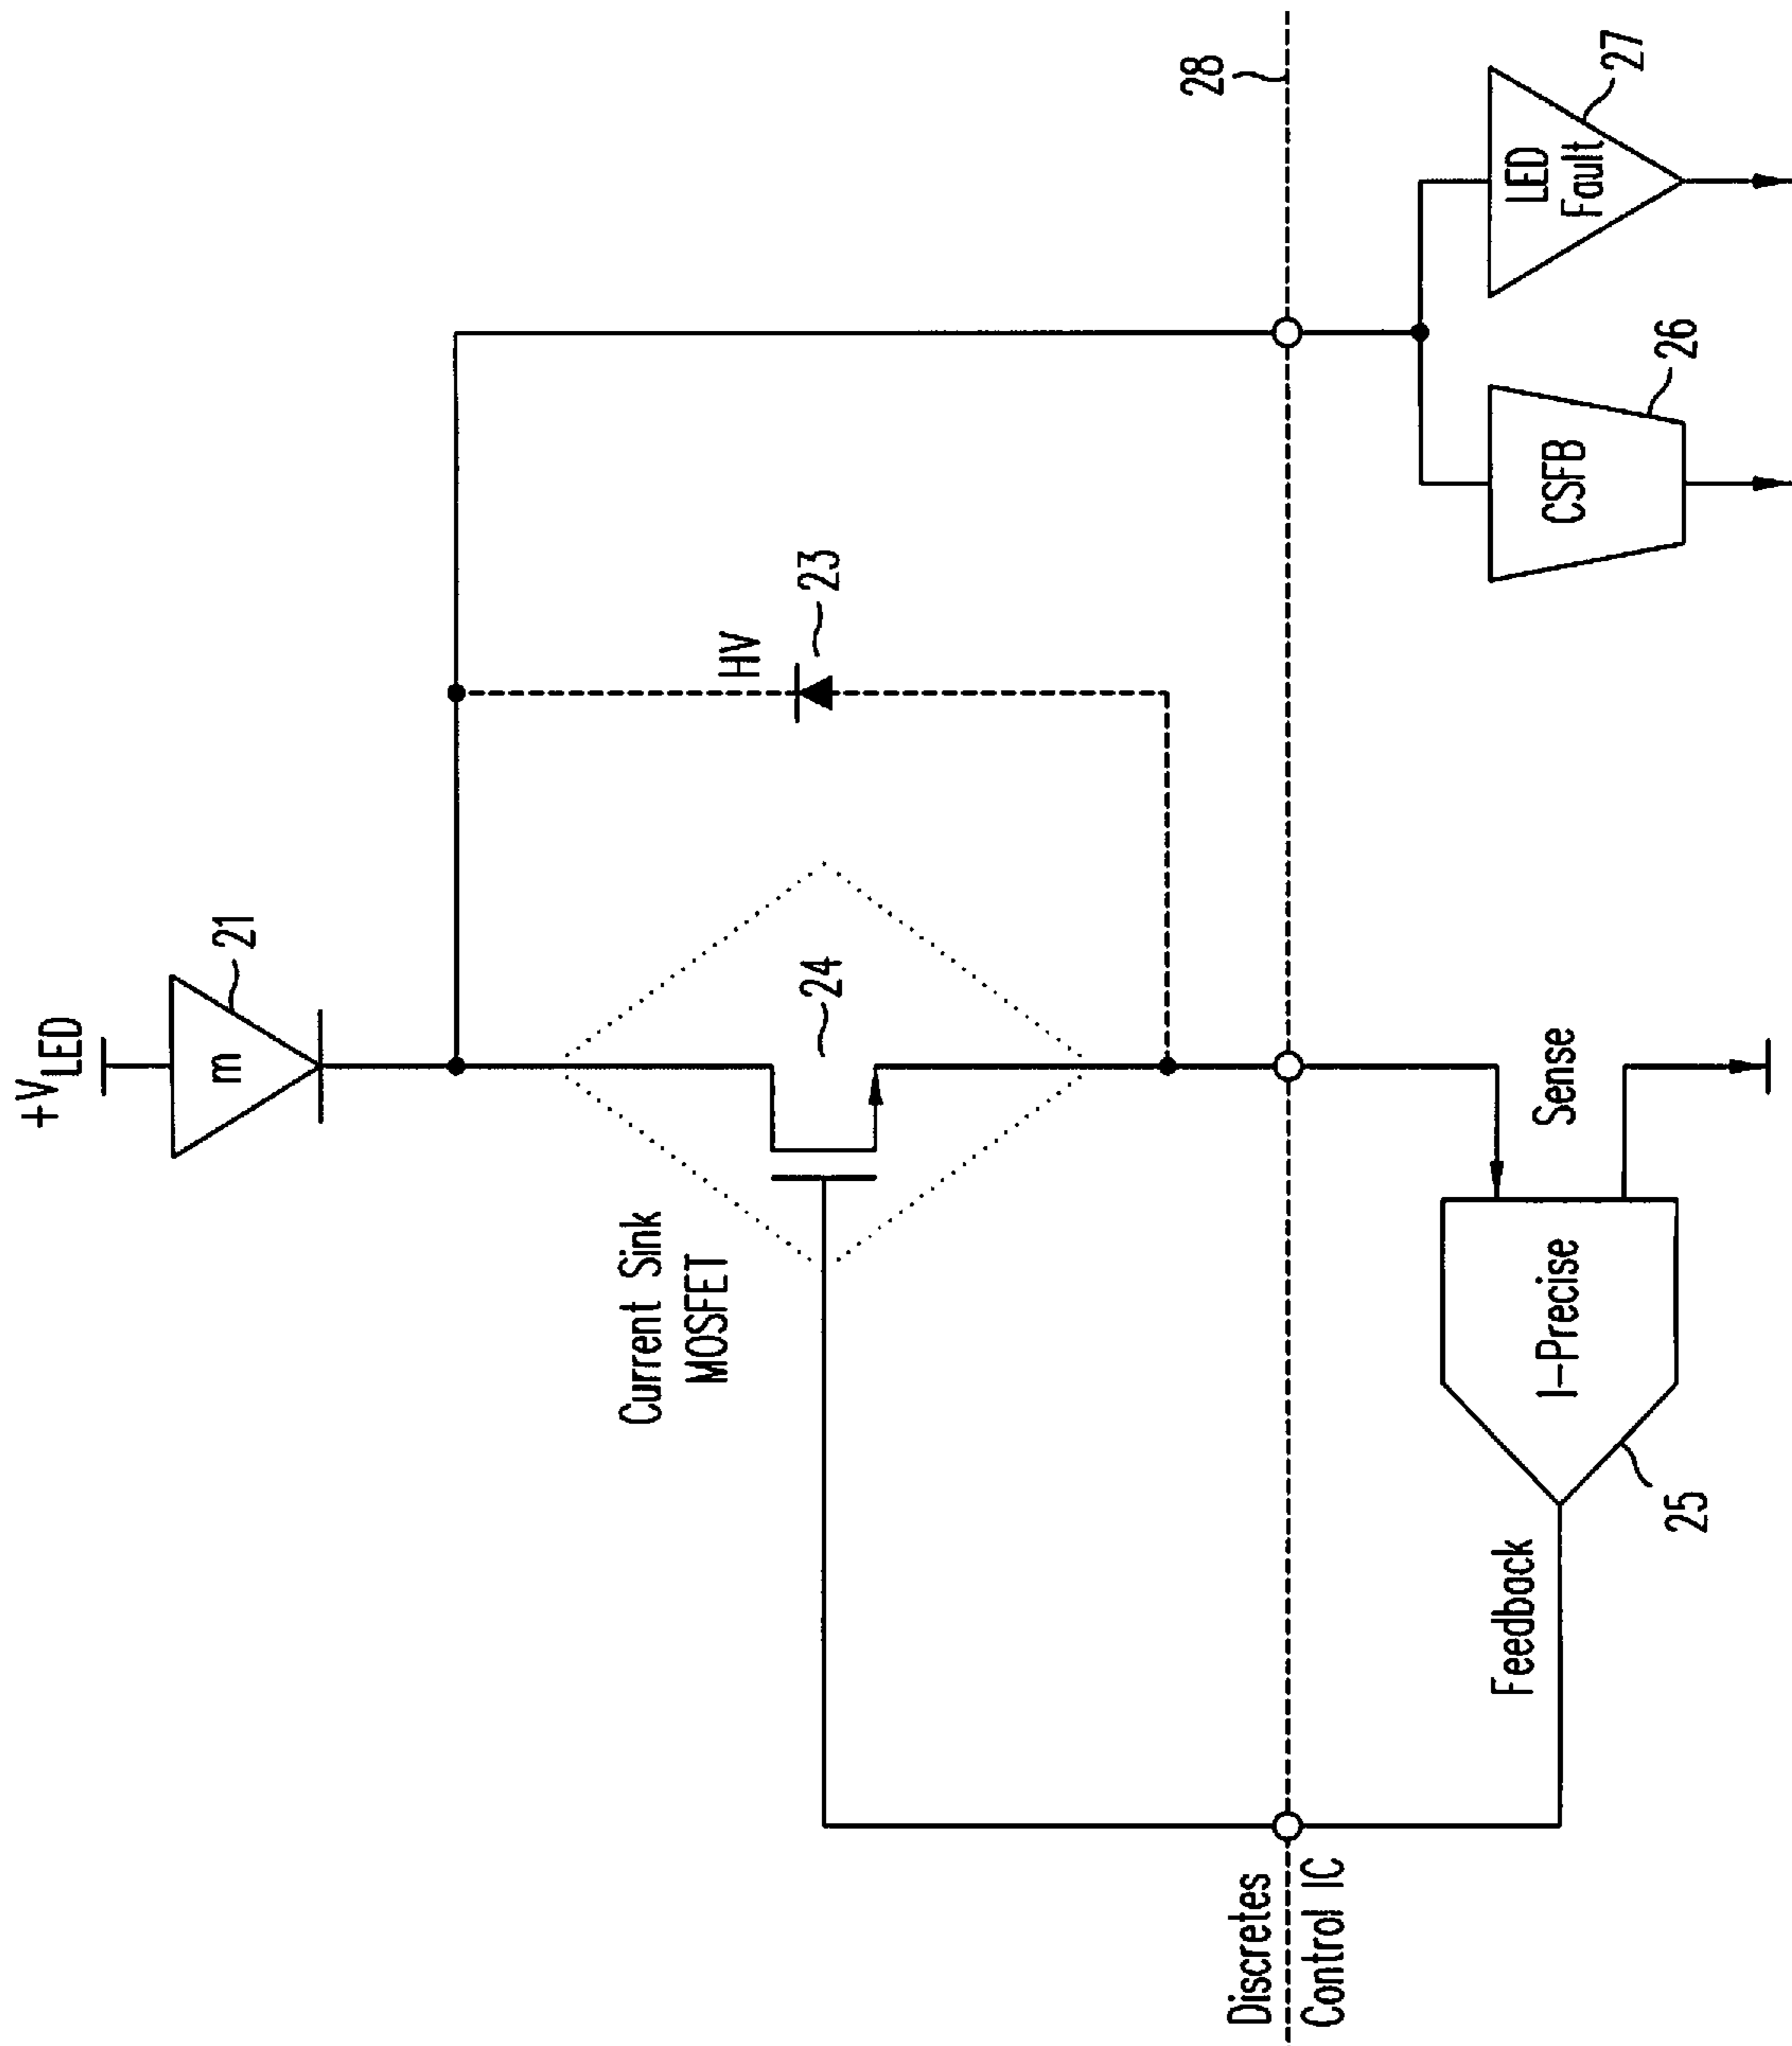 +VLED
m
21
Current Sink
MOSFET
24
HV
23
28
Discretes
Control IC
Feedback
I-Precise
25
Sense
CSFB
26
LED
Fault
27